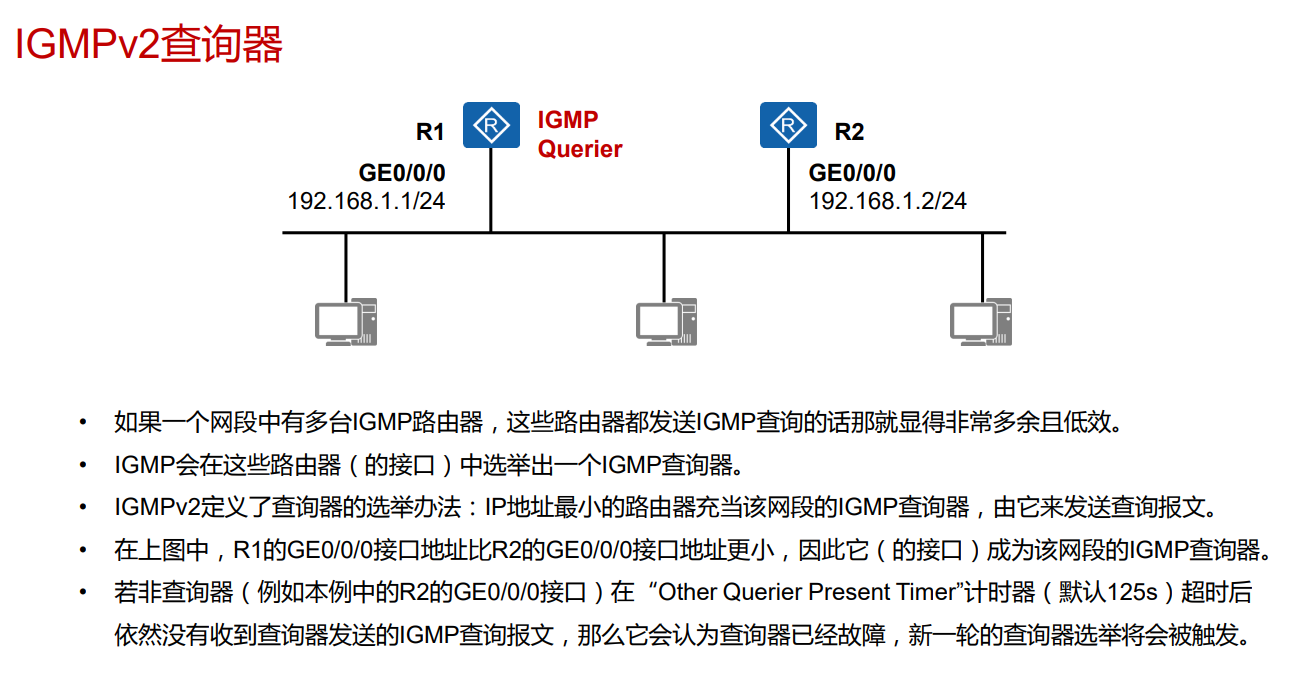 IGMPv2查询器
R1
IGMP
Querier
R2
GE0/0/0
192.168.1.1/24
GE0/0/0
192.168.1.2/24
• 如果一个网段中有多台IGMP路由器，这些路由器都发送IGMP查询的话那就显得非常多余且低效。
• IGMP会在这些路由器（的接口）中选举出一个IGMP查询器。
• IGMPv2定义了查询器的选举办法：IP地址最小的路由器充当该网段的IGMP查询器，由它来发送查询报文。
• 在上图中，R1的GE0/0/0接口地址比R2的GE0/0/0接口地址更小，因此它（的接口）成为该网段的IGMP查询器。
• 若非查询器（例如本例中的R2的GE0/0/0接口）在“Other Querier Present Timer”计时器（默认125s）超时后
依然没有收到查询器发送的IGMP查询报文，那么它会认为查询器已经故障，新一轮的查询器选举将会被触发。